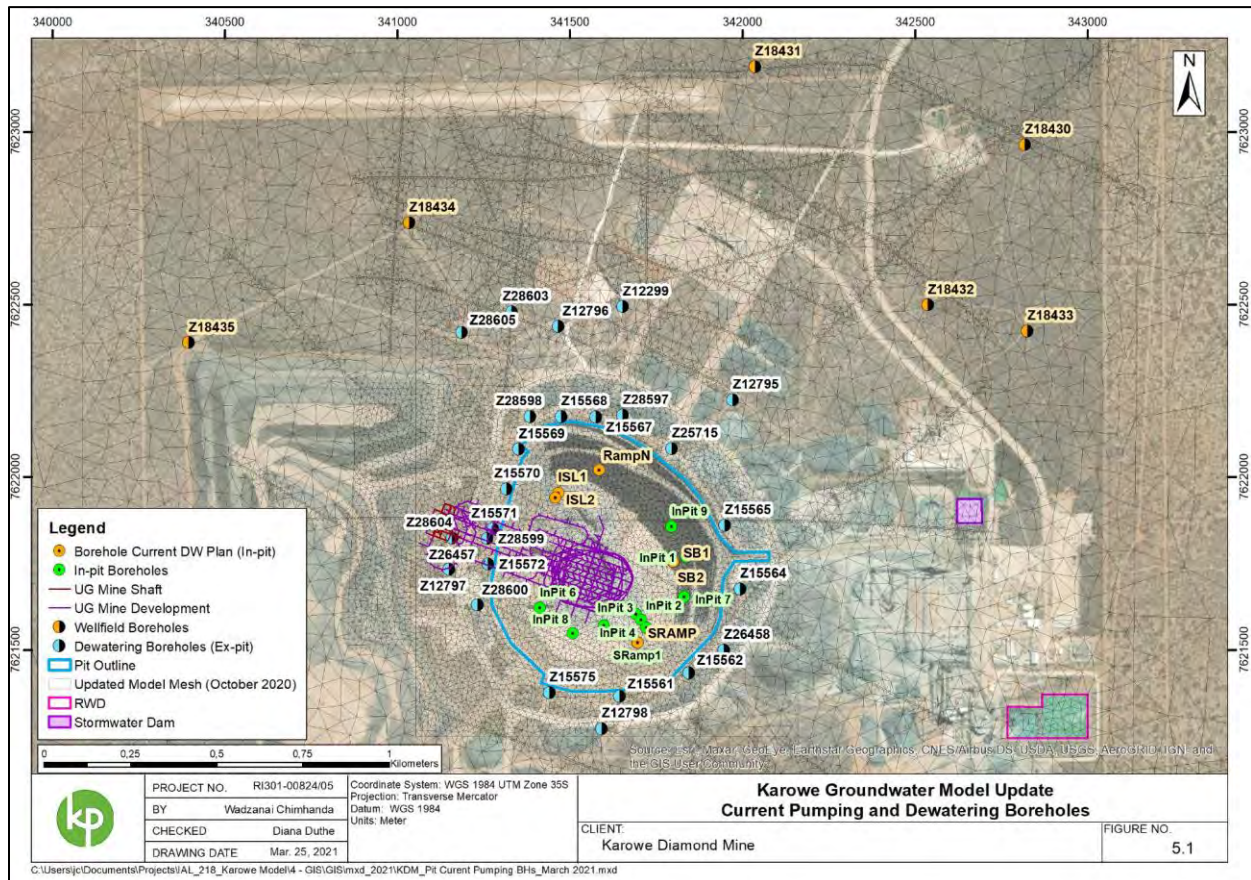 340000
340500
341000
341500
342000
342500
343000
Z18431
N
7623000
7623000
Z18430
Z18434
Z18432
7622500
7622500
Z28603
Z12299
Z12796
Z28605
Z18433
Z18435
Z12795
Z28598
Z15568
Z28597
Z15567
Z15569
Z25715
7622000
7622000
RampN
Z15570
ISL1
ISL2
InPit 9
Z15565
Z28604
Z15571
Z28599
InPit 1
SB1
Z26457
Z15572
SB2
Z15564
Z12797
InPit 6
InPit 7
Z28600
InPit 3
InPit 2
InPit 8
InPit 4
SRAMP
7621500
7621500
SRamp1
Z26458
Z15562
Z15575
Z15561
Z12798
Legend
Borehole Current DW Plan (In-pit)
In-pit Boreholes
UG Mine Shaft
UG Mine Development
Wellfield Boreholes
Dewatering Boreholes (Ex-pit)
Pit Outline
Updated Model Mesh (October 2020)
RWD
Stormwater Dam
0 0,25 0,5 0,75 1
Kilometers
Source: Esri, Maxar, GeoEye, Earthstar Geographics, CNES/Airbus DS, USDA, USGS, AeroGRID, IGN, and
the GIS User Community
kp
PROJECT NO. RI301-00824/05
BY Wadzanai Chimhanda
CHECKED Diana Duthe
DRAWING DATE Mar. 25, 2021
Coordinate System: WGS 1984 UTM Zone 35S
Projection: Transverse Mercator
Datum: WGS 1984
Units: Meter
Karowe Groundwater Model Update
Current Pumping and Dewatering Boreholes
CLIENT:
Karowe Diamond Mine
FIGURE NO.
5.1
C:\Users\jc\Documents\Projects\IAL_218_Karowe Model\4 - GIS\GIS\mxd_2021\KDM_Pit Curent Pumping BHs_March 2021.mxd